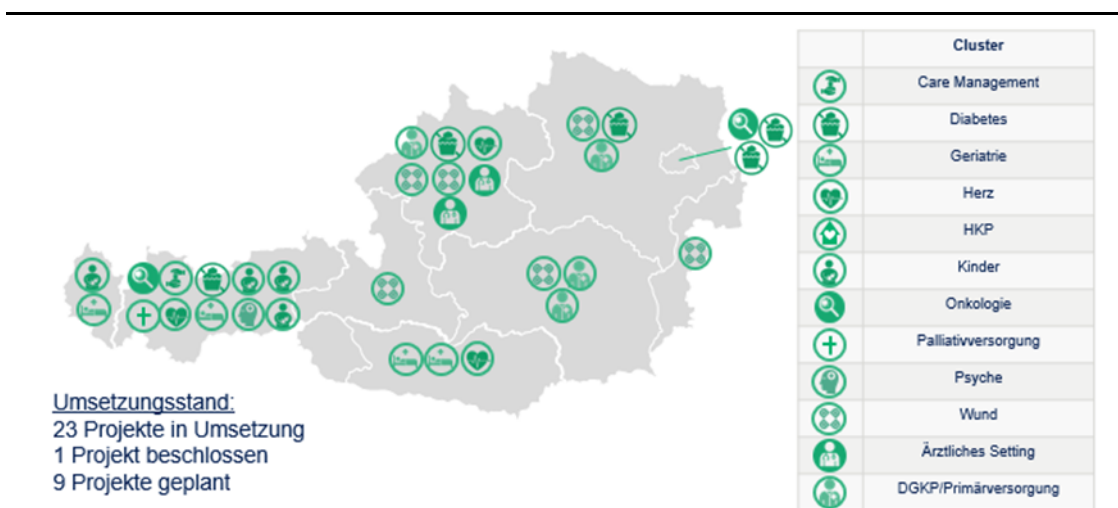 Cluster
Care Management
Diabetes
Geriatrie
Herz
HKP
Kinder
Onkologie
Palliativversorgung
Psyche
Wund
Ärztliches Setting
DGKP/Primärversorgung
Umsetzungsstand:
23 Projekte in Umsetzung
1 Projekt beschlossen
9 Projekte geplant